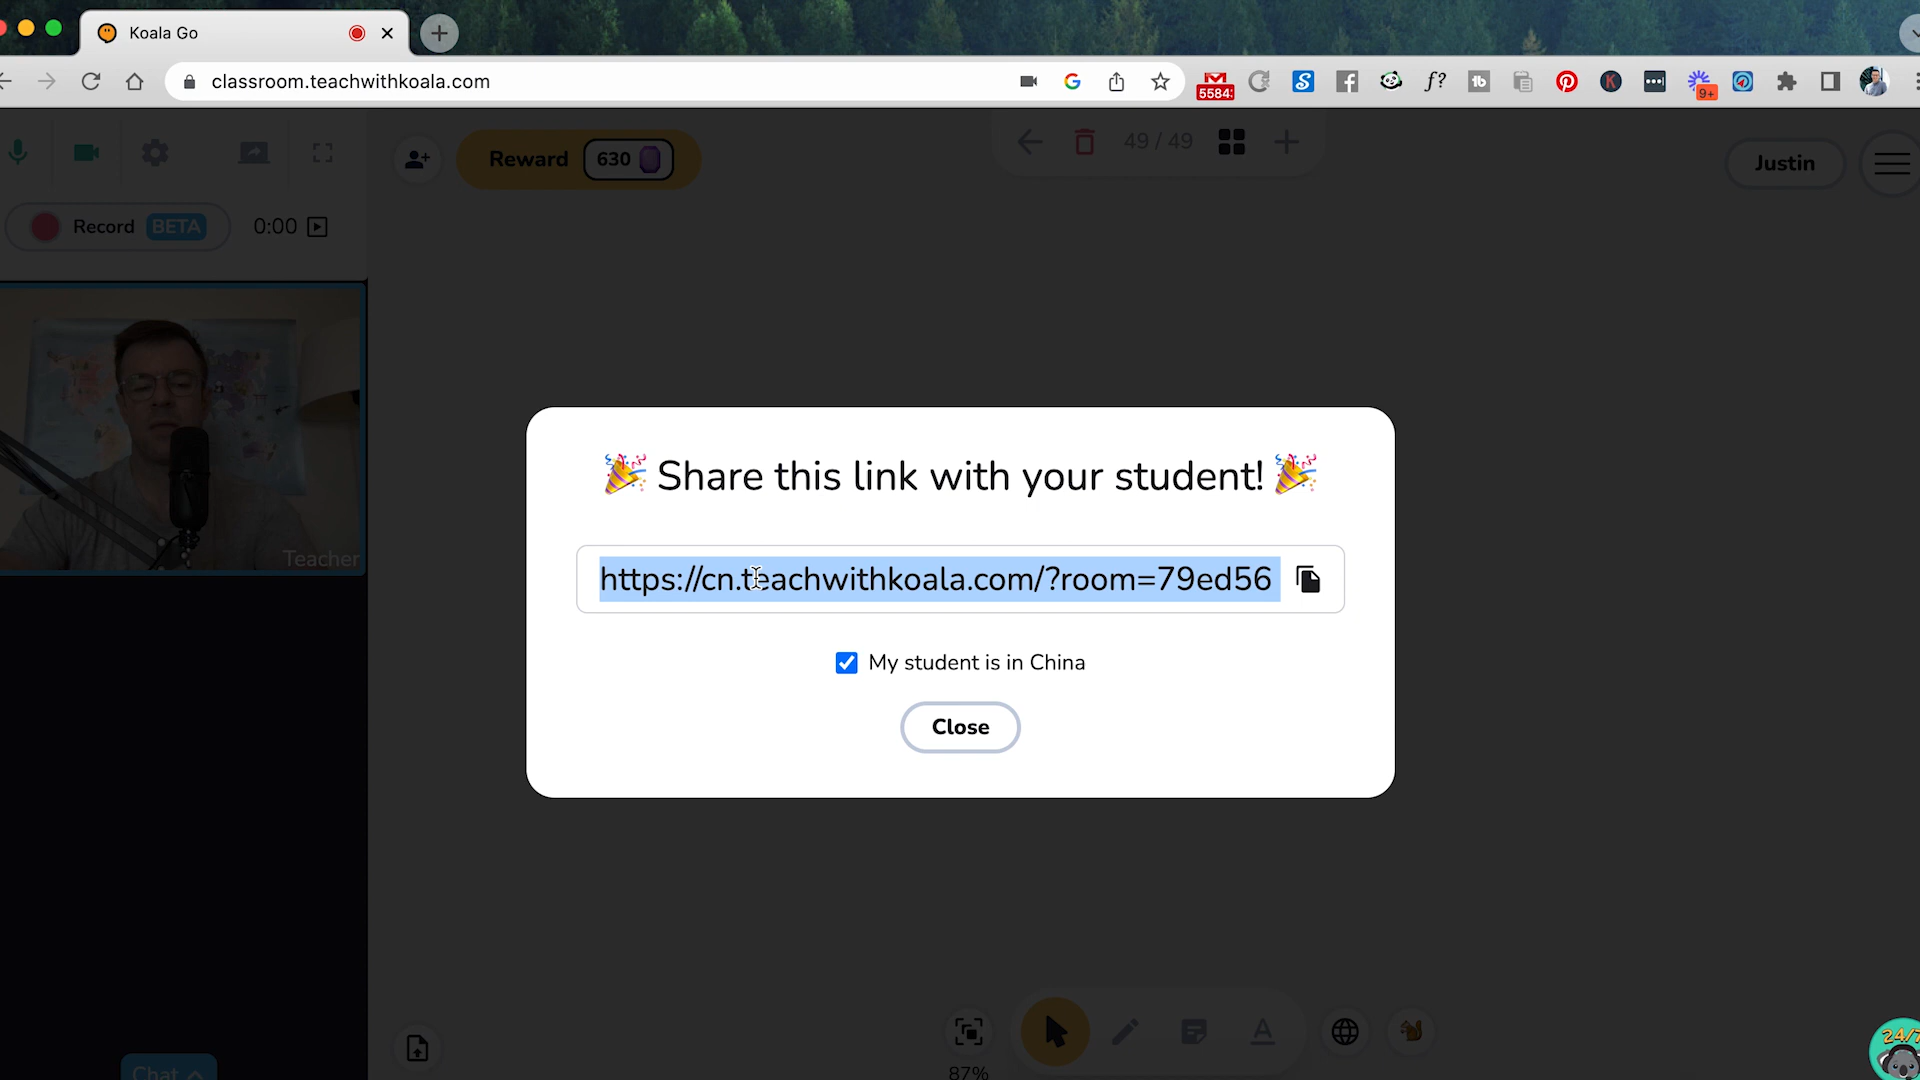 Koala Go
classroom.teachwithkoala.com
5584:
S
f?
tb
K
9+
Reward 630
49 / 49
Justin
Record BETA 0:00
Teacher
🎉 Share this link with your student! 🎉
https://cn.teachwithkoala.com/?room=79ed56
My student is in China
Close
A
87%
Chat
24/7